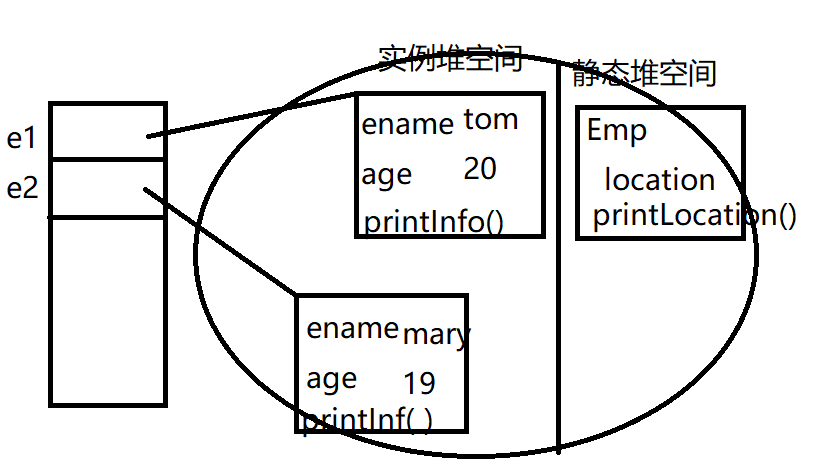 实例堆空间
静态堆空间
e1
e2
ename tom
age 20
printInfo()
Emp
location
printLocation()
ename mary
age 19
printInf( )